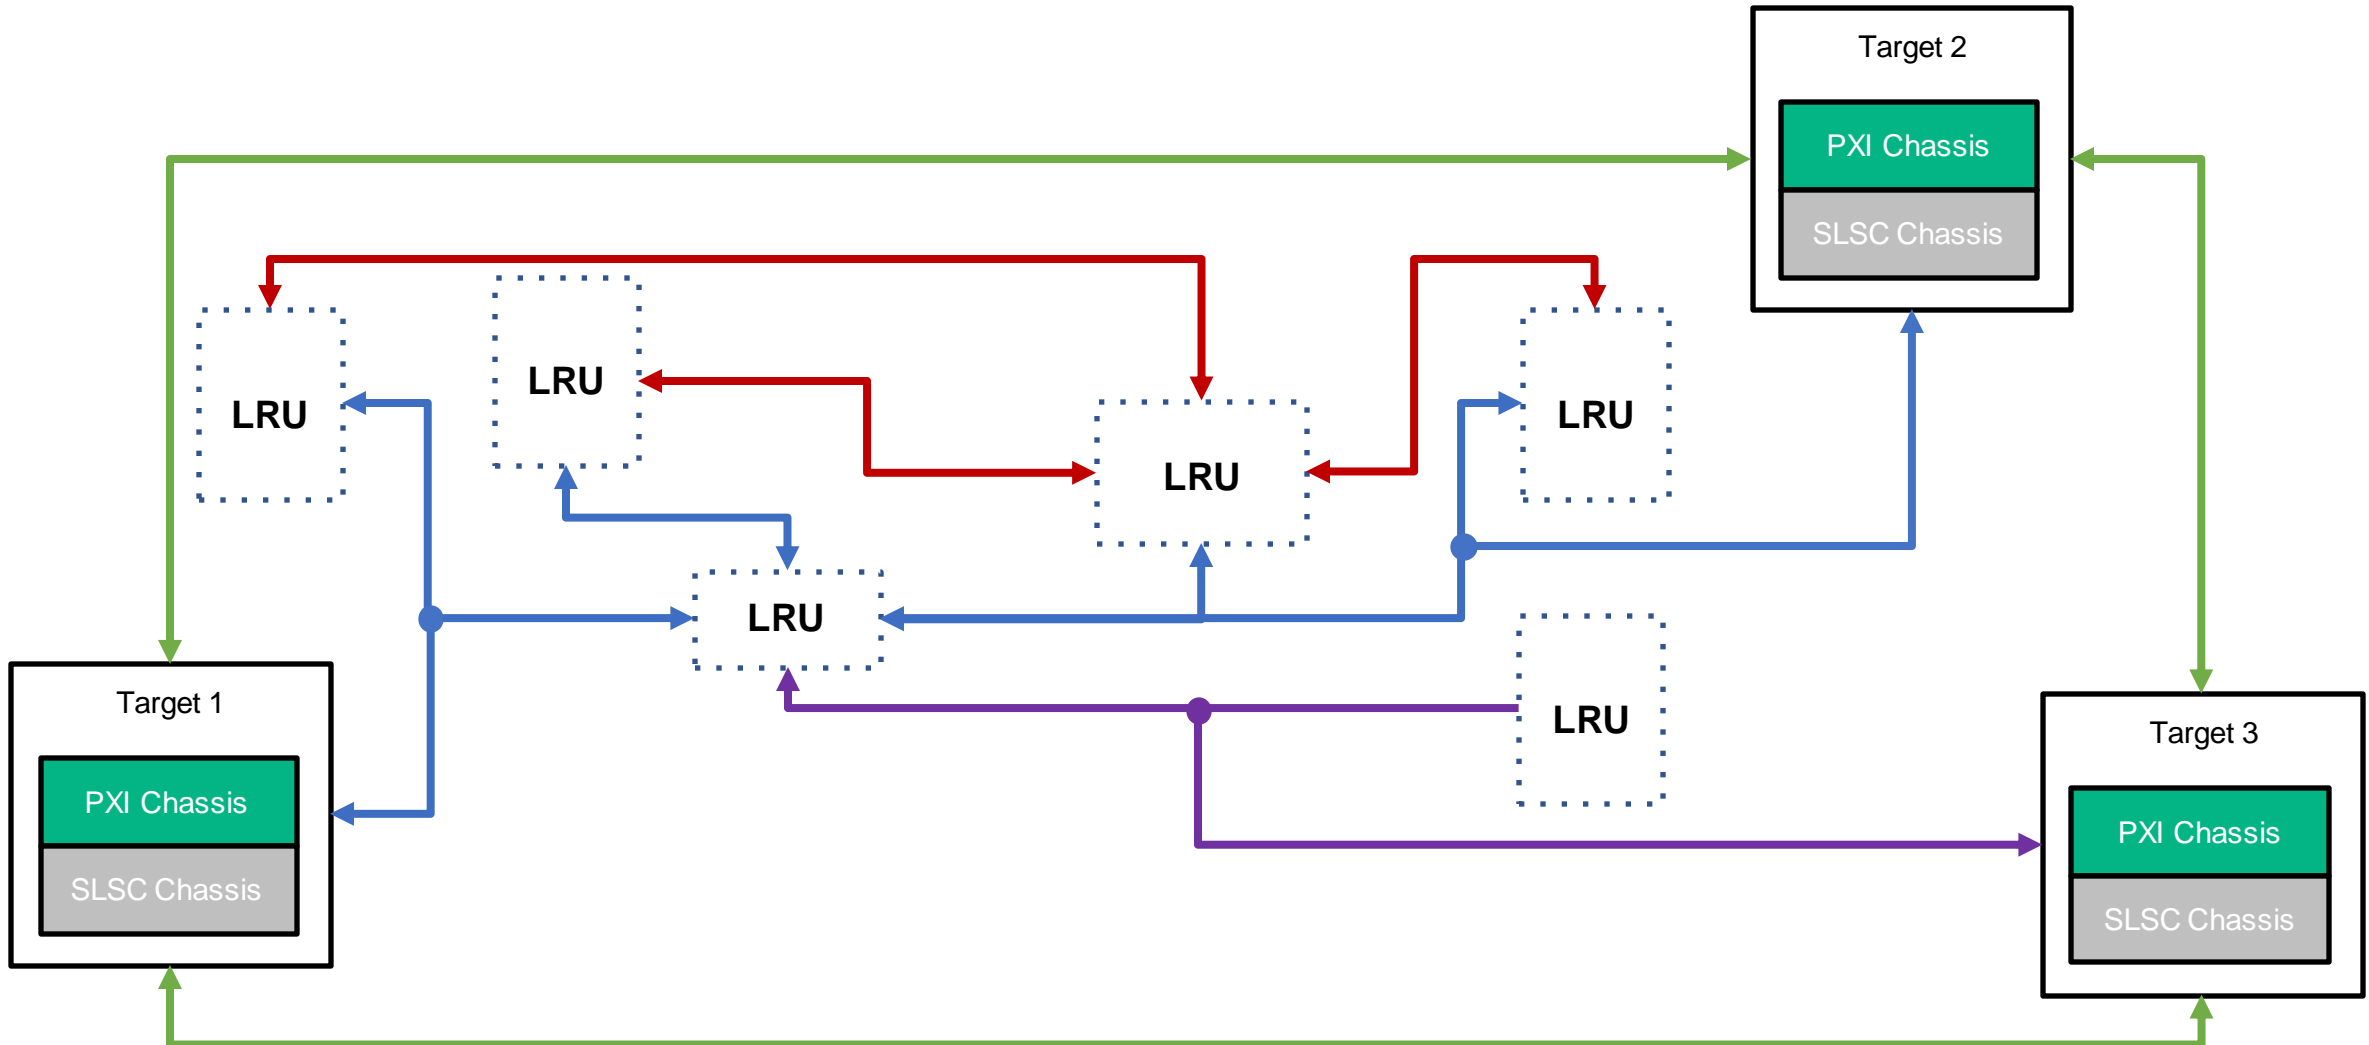 Target 2
PXI Chassis
SLSC Chassis
LRU
LRU
LRU
LRU
LRU
LRU
Target 1
PXI Chassis
SLSC Chassis
Target 3
PXI Chassis
SLSC Chassis